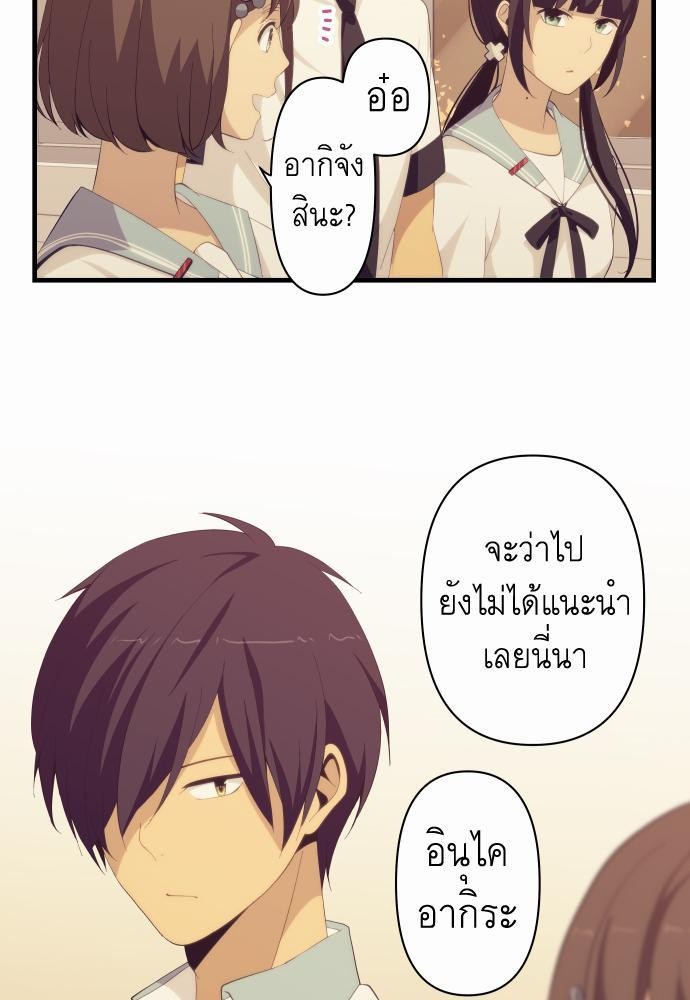 อ๋อ
อากิจัง
สินะ?
จะว่าไป
ยังไม่ได้แนะนำ
เลยนี่นา
อินุไค
อากิระ